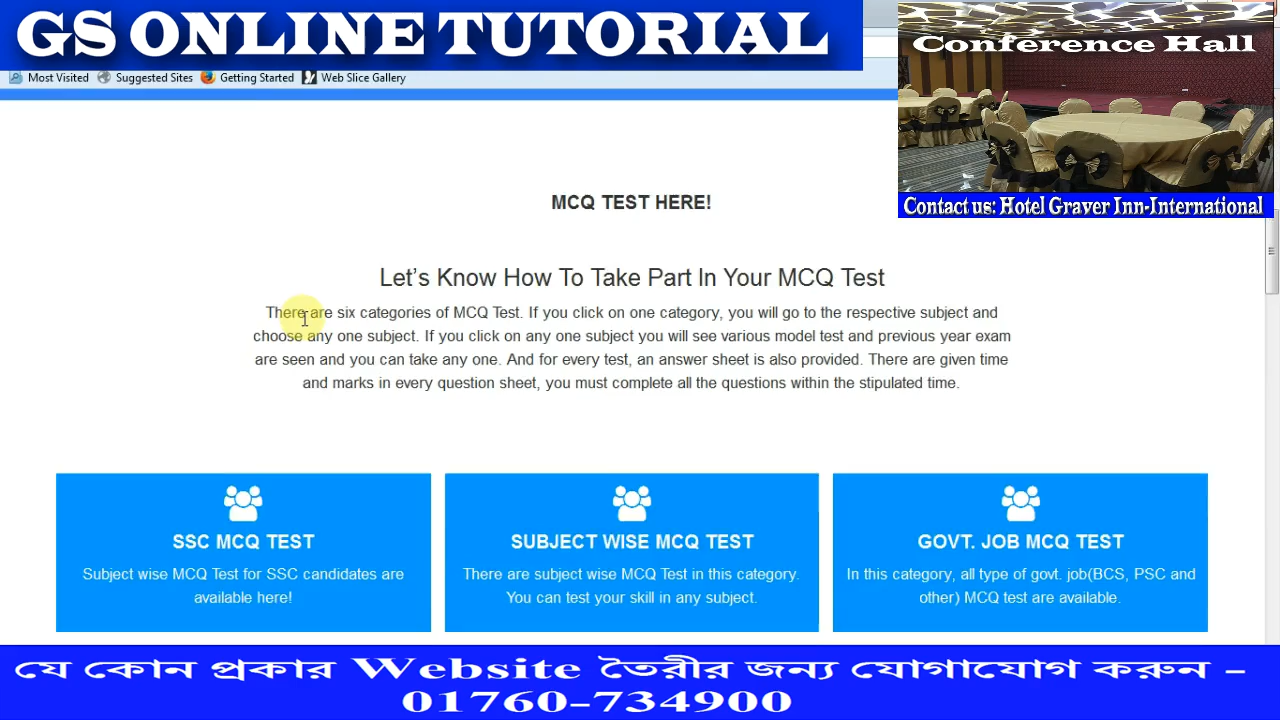 GS ONLINE TUTORIAL
Conference Hall
Contact us: Hotel Graver Inn-International
Most Visited Suggested Sites Getting Started Web Slice Gallery
MCQ TEST HERE!
Let's Know How To Take Part In Your MCQ Test
There are six categories of MCQ Test. If you click on one category, you will go to the respective subject and
choose any one subject. If you click on any one subject you will see various model test and previous year exam
are seen and you can take any one. And for every test, an answer sheet is also provided. There are given time
and marks in every question sheet, you must complete all the questions within the stipulated time.
SSC MCQ TEST
Subject wise MCQ Test for SSC candidates are
available here!
SUBJECT WISE MCQ TEST
There are subject wise MCQ Test in this category.
You can test your skill in any subject.
GOVT. JOB MCQ TEST
In this category, all type of govt. job(BCS, PSC and
other) MCQ test are available.
যে কোন প্রকার Website তৈরীর জন্য যোগাযোগ করুন -
01760-734900